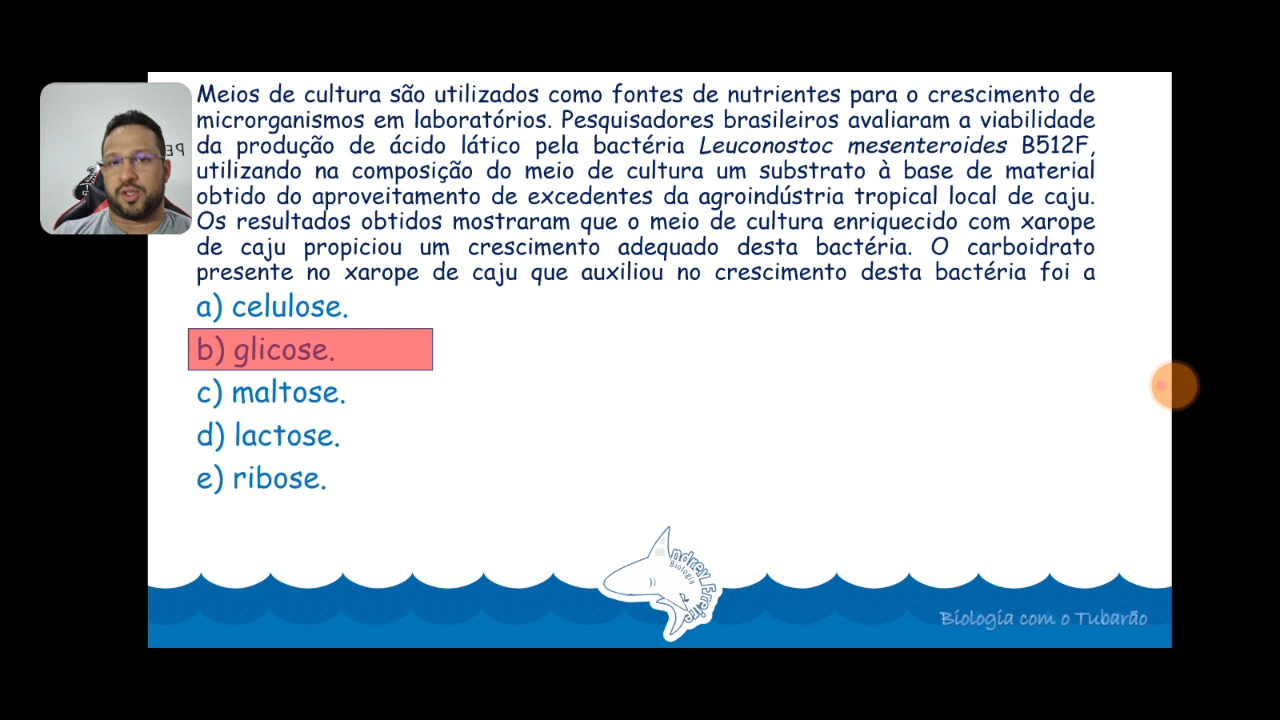 Meios de cultura são utilizados como fontes de nutrientes para o crescimento de
microrganismos em laboratórios. Pesquisadores brasileiros avaliaram a viabilidade
da produção de ácido lático pela bactéria Leuconostoc mesenteroides B512F,
utilizando na composição do meio de cultura um substrato à base de material
obtido do aproveitamento de excedentes da agroindústria tropical local de caju.
Os resultados obtidos mostraram que o meio de cultura enriquecido com xarope
de caju propiciou um crescimento adequado desta bactéria. O carboidrato
presente no xarope de caju que auxiliou no crescimento desta bactéria foi a
a) celulose.
b) glicose.
c) maltose.
d) lactose.
e) ribose.
Andrey Freire
Biologia
Biologia com o Tubarão